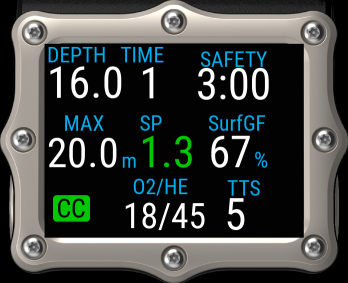 DEPTH TIME SAFETY
16.0 1 3:00
MAX SP SurfGF
20.0 m 1.3 67 %
O2/HE TTS
CC 18/45 5